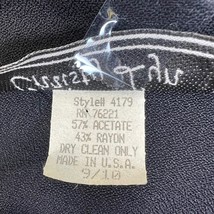 Style# 4179
RN 76221
57% ACETATE
43% RAYON
DRY CLEAN ONLY
MADE IN U.S.A.
9/10